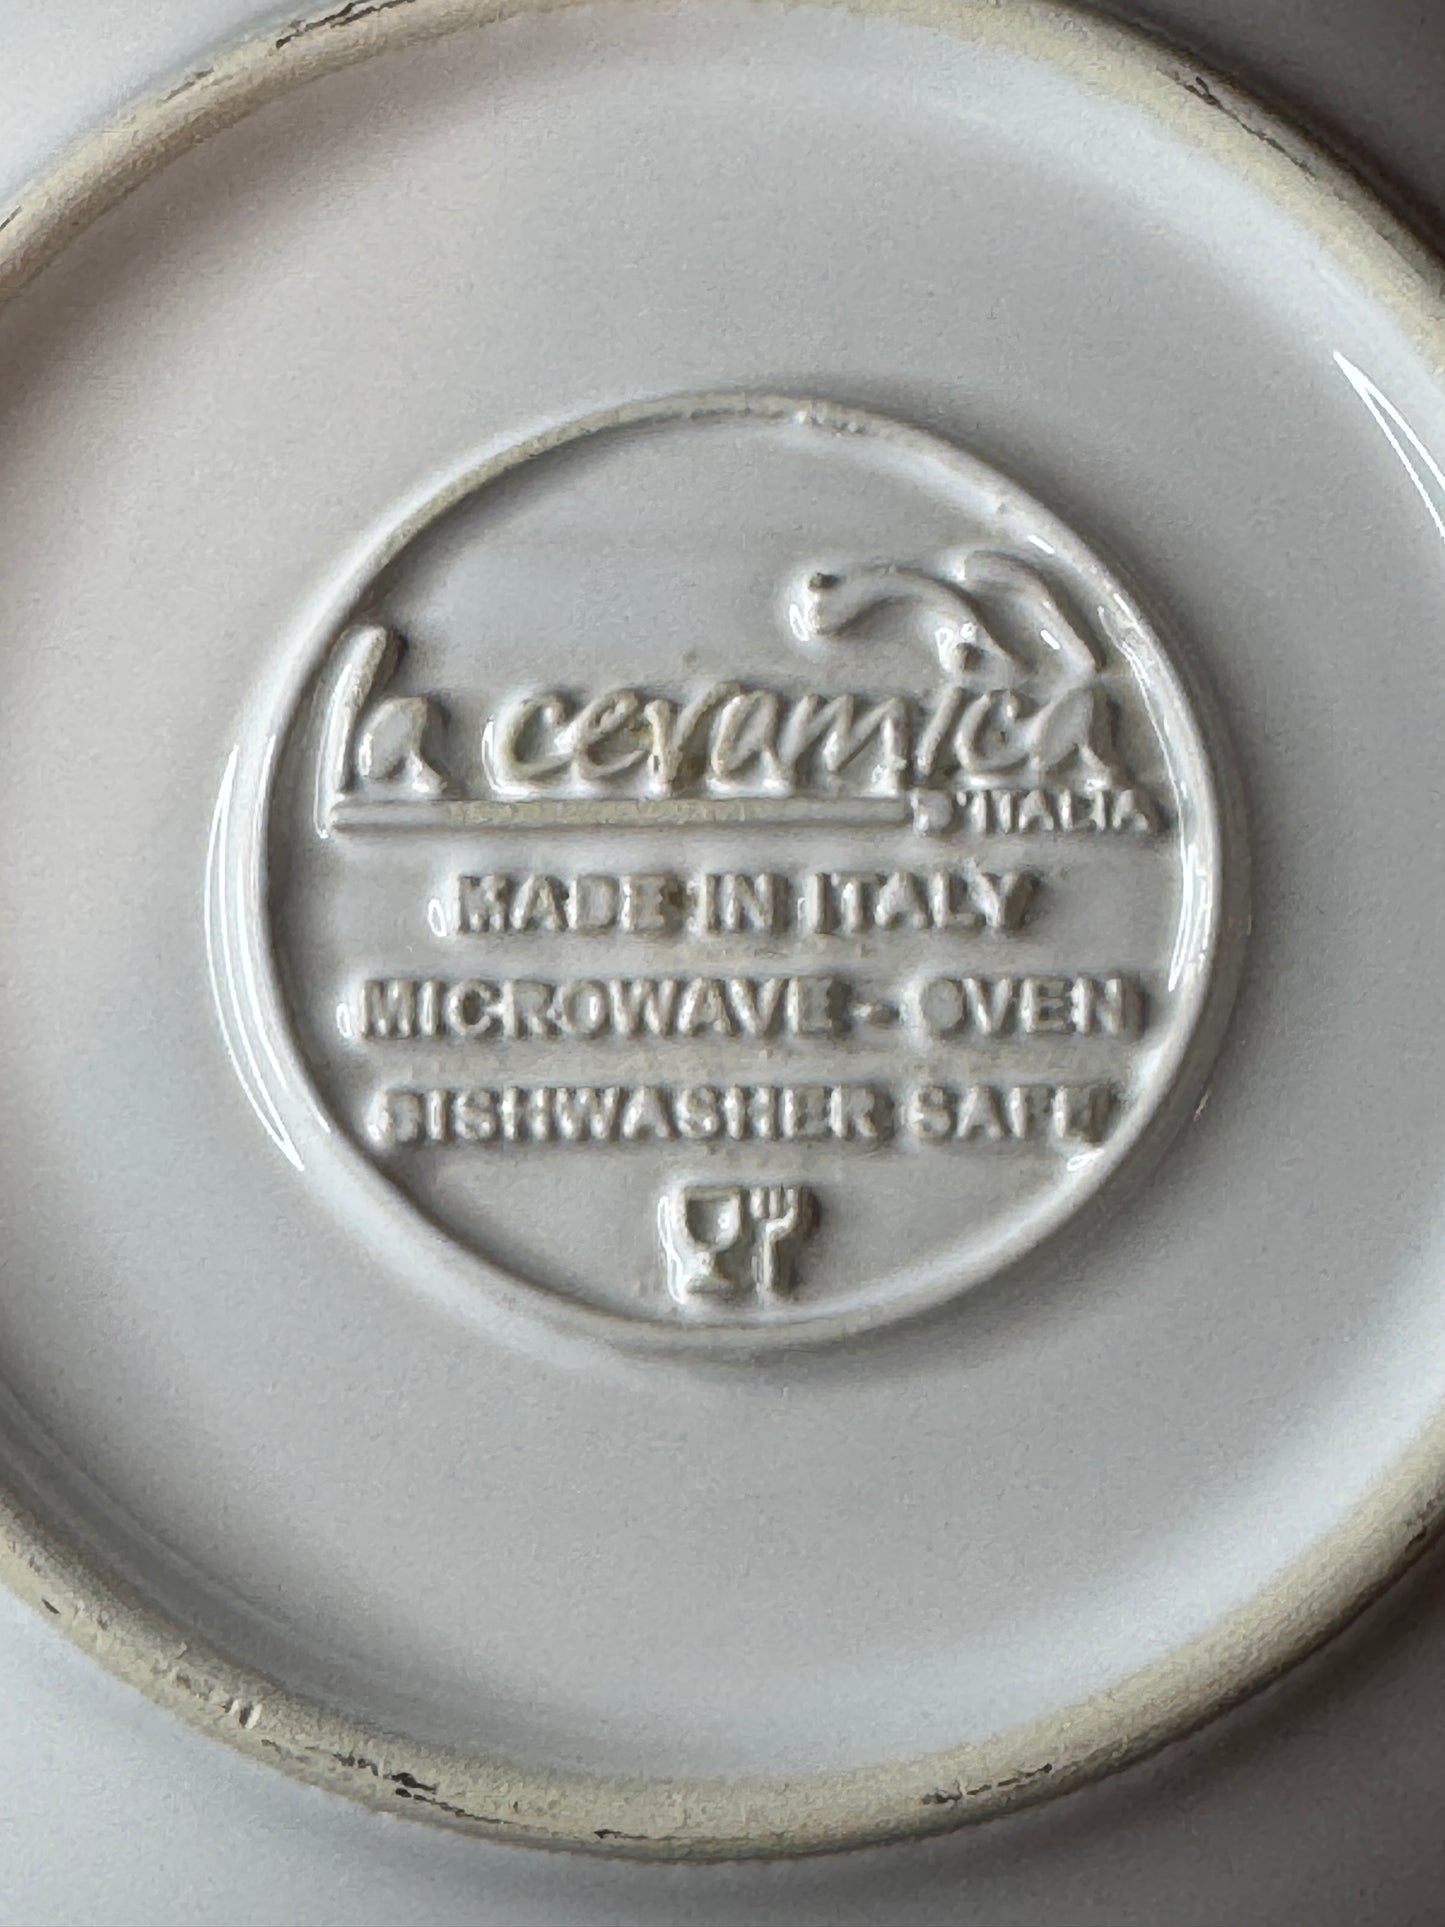 la ceramica
D'ITALIA
MADE IN ITALY
MICROWAVE - OVEN
DISHWASHER SAFE